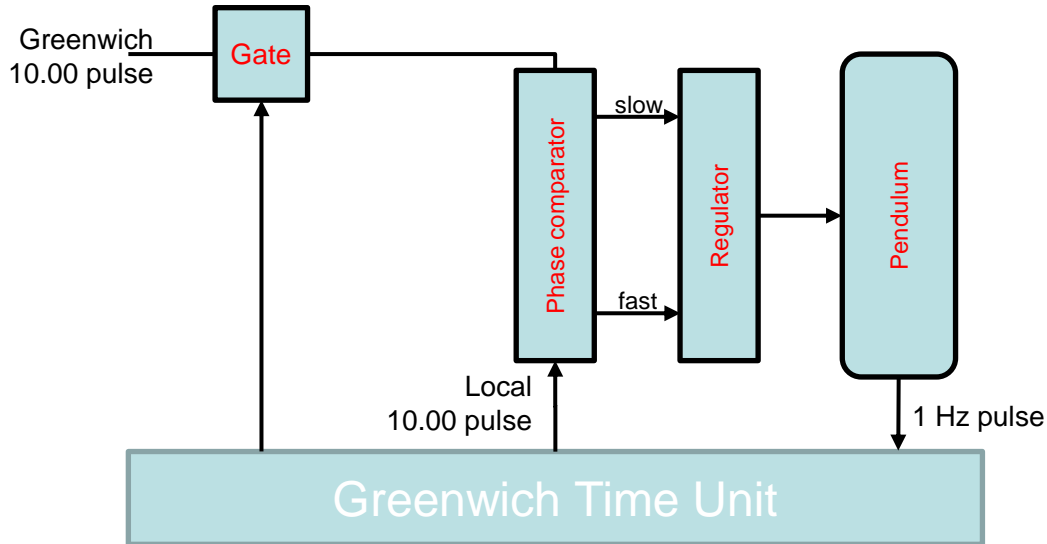 Greenwich
10.00 pulse
Gate
slow
fast
Phase comparator
Regulator
Pendulum
Local
10.00 pulse
1 Hz pulse
Greenwich Time Unit